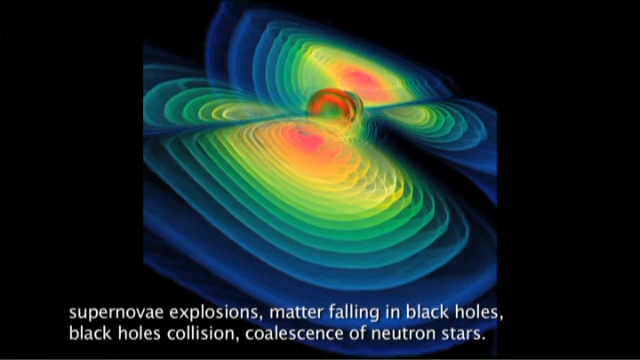 supernovae explosions, matter falling in black holes,
black holes collision, coalescence of neutron stars.